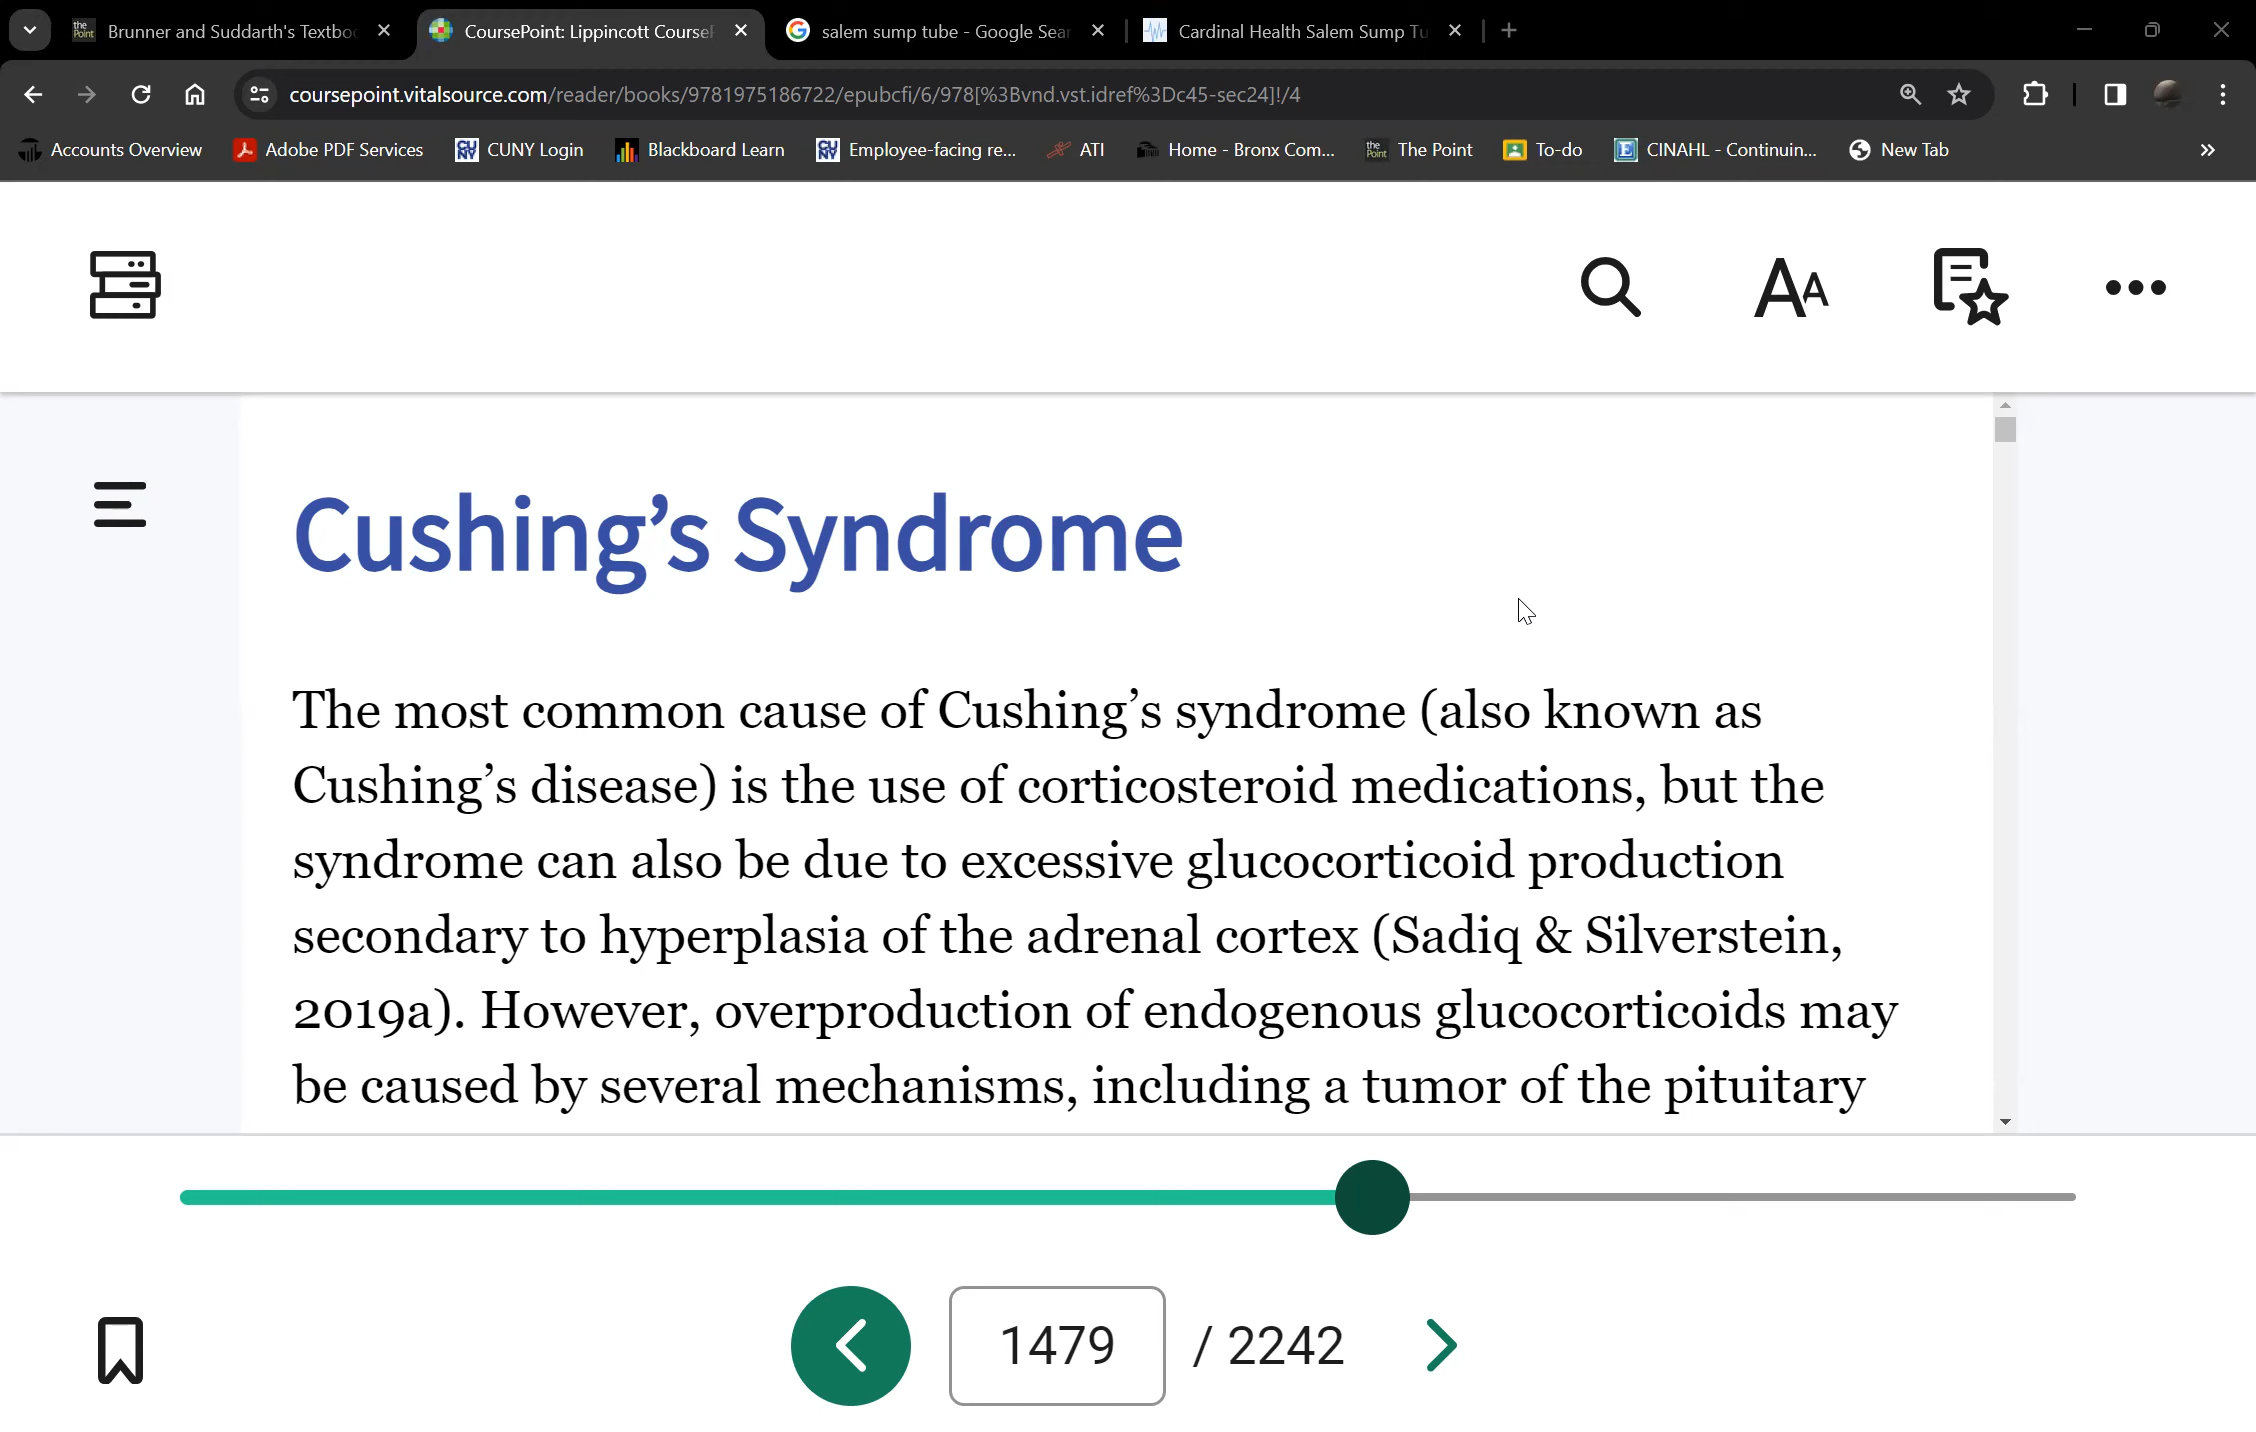 Brunner and Suddarth's Textboo
CoursePoint: Lippincott CourseP
salem sump tube - Google Sear
Cardinal Health Salem Sump Tu
coursepoint.vitalsource.com/reader/books/9781975186722/epubcfi/6/978[%3Bvnd.vst.idref%3Dc45-sec24]!/4
Accounts Overview
Adobe PDF Services
CUNY Login
Blackboard Learn
Employee-facing re...
ATI
Home - Bronx Com...
the Point
The Point
To-do
CINAHL - Continuin...
New Tab
AA
Cushing’s Syndrome
The most common cause of Cushing’s syndrome (also known as
Cushing’s disease) is the use of corticosteroid medications, but the
syndrome can also be due to excessive glucocorticoid production
secondary to hyperplasia of the adrenal cortex (Sadiq & Silverstein,
2019a). However, overproduction of endogenous glucocorticoids may
be caused by several mechanisms, including a tumor of the pituitary
1479 / 2242